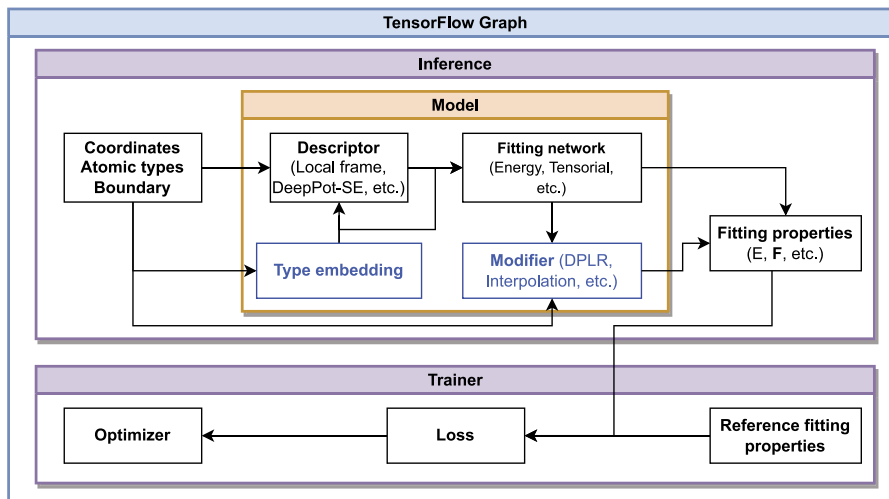 TensorFlow Graph
Inference
Model
Coordinates
Atomic types
Boundary
Descriptor
(Local frame,
DeepPot-SE, etc.)
Fitting network
(Energy, Tensorial,
etc.)
Type embedding
Modifier (DPLR,
Interpolation, etc.)
Fitting properties
(E, F, etc.)
Trainer
Optimizer
Loss
Reference fitting
properties